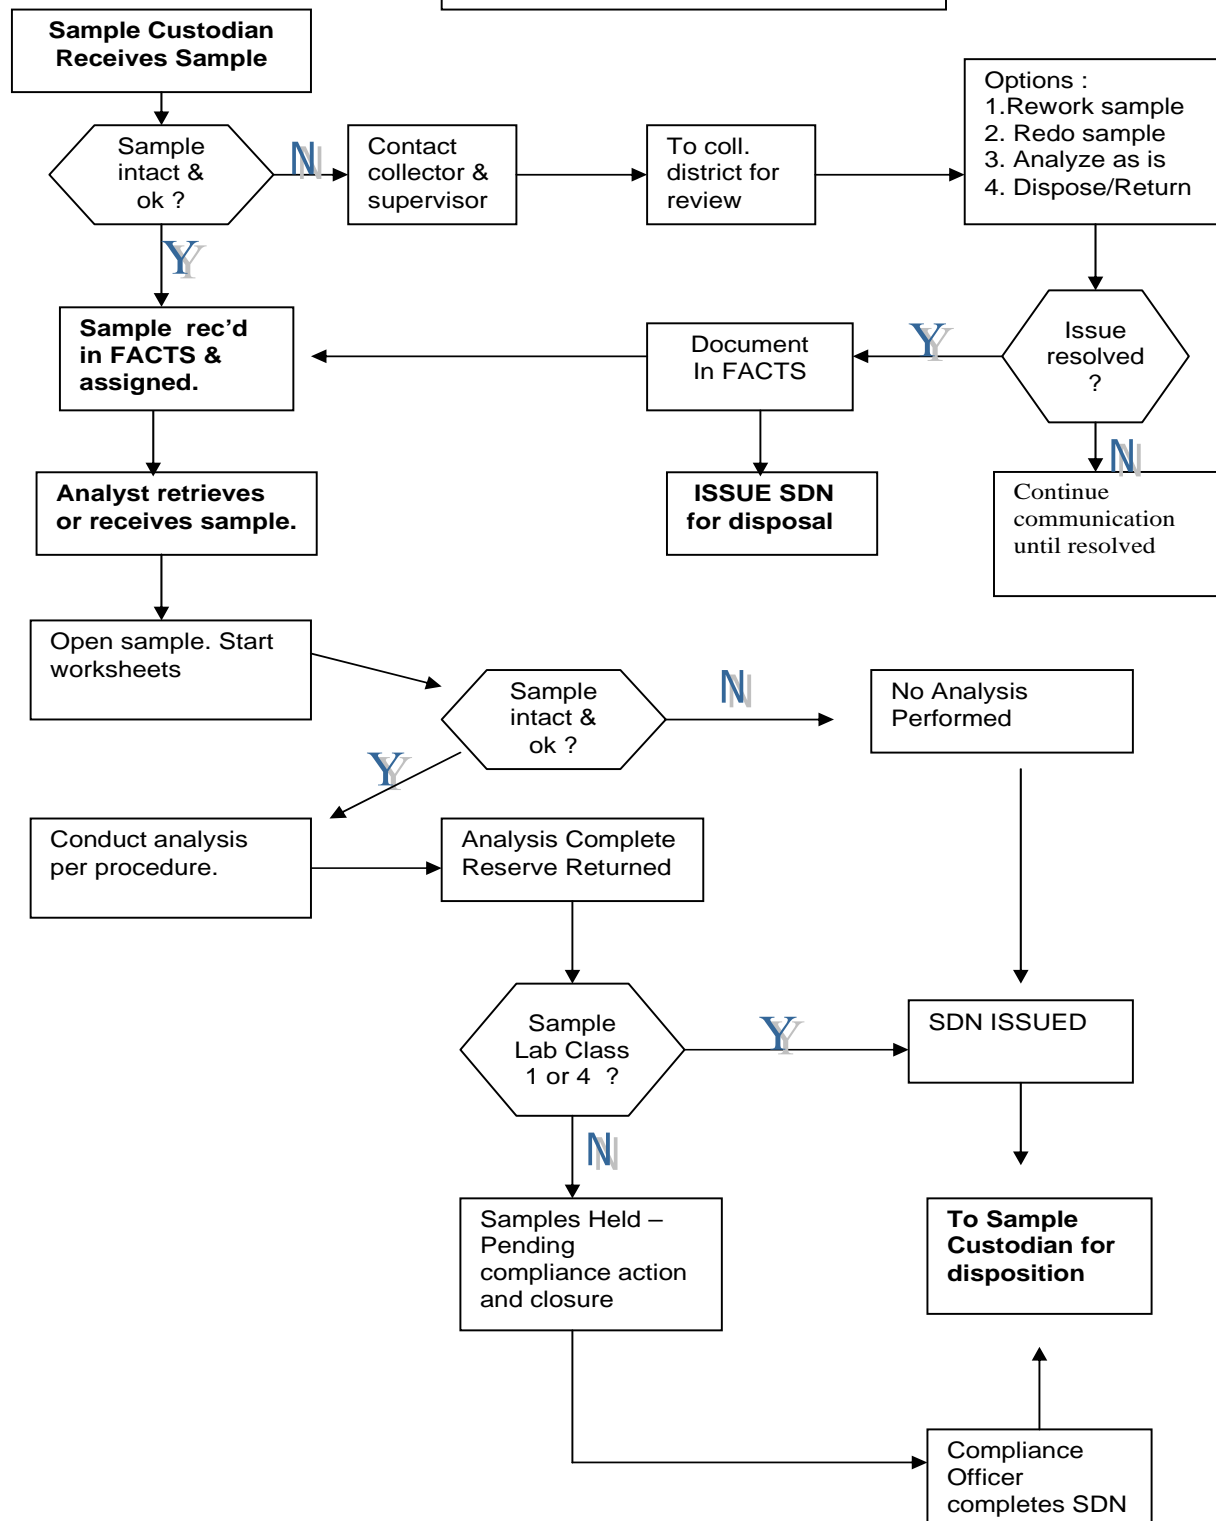 Sample Custodian
Receives Sample
Sample
intact &
ok ?
N
Contact
collector &
supervisor
To coll.
district for
review
Options :
1.Rework sample
2. Redo sample
3. Analyze as is
4. Dispose/Return
Y
Sample rec’d
in FACTS &
assigned.
Document
In FACTS
Y
Issue
resolved
?
N
Analyst retrieves
or receives sample.
ISSUE SDN
for disposal
Continue
communication
until resolved
Open sample. Start
worksheets
Sample
intact &
ok ?
N
No Analysis
Performed
Y
Conduct analysis
per procedure.
Analysis Complete
Reserve Returned
Sample
Lab Class
1 or 4 ?
Y
SDN ISSUED
N
Samples Held –
Pending
compliance action
and closure
To Sample
Custodian for
disposition
Compliance
Officer
completes SDN